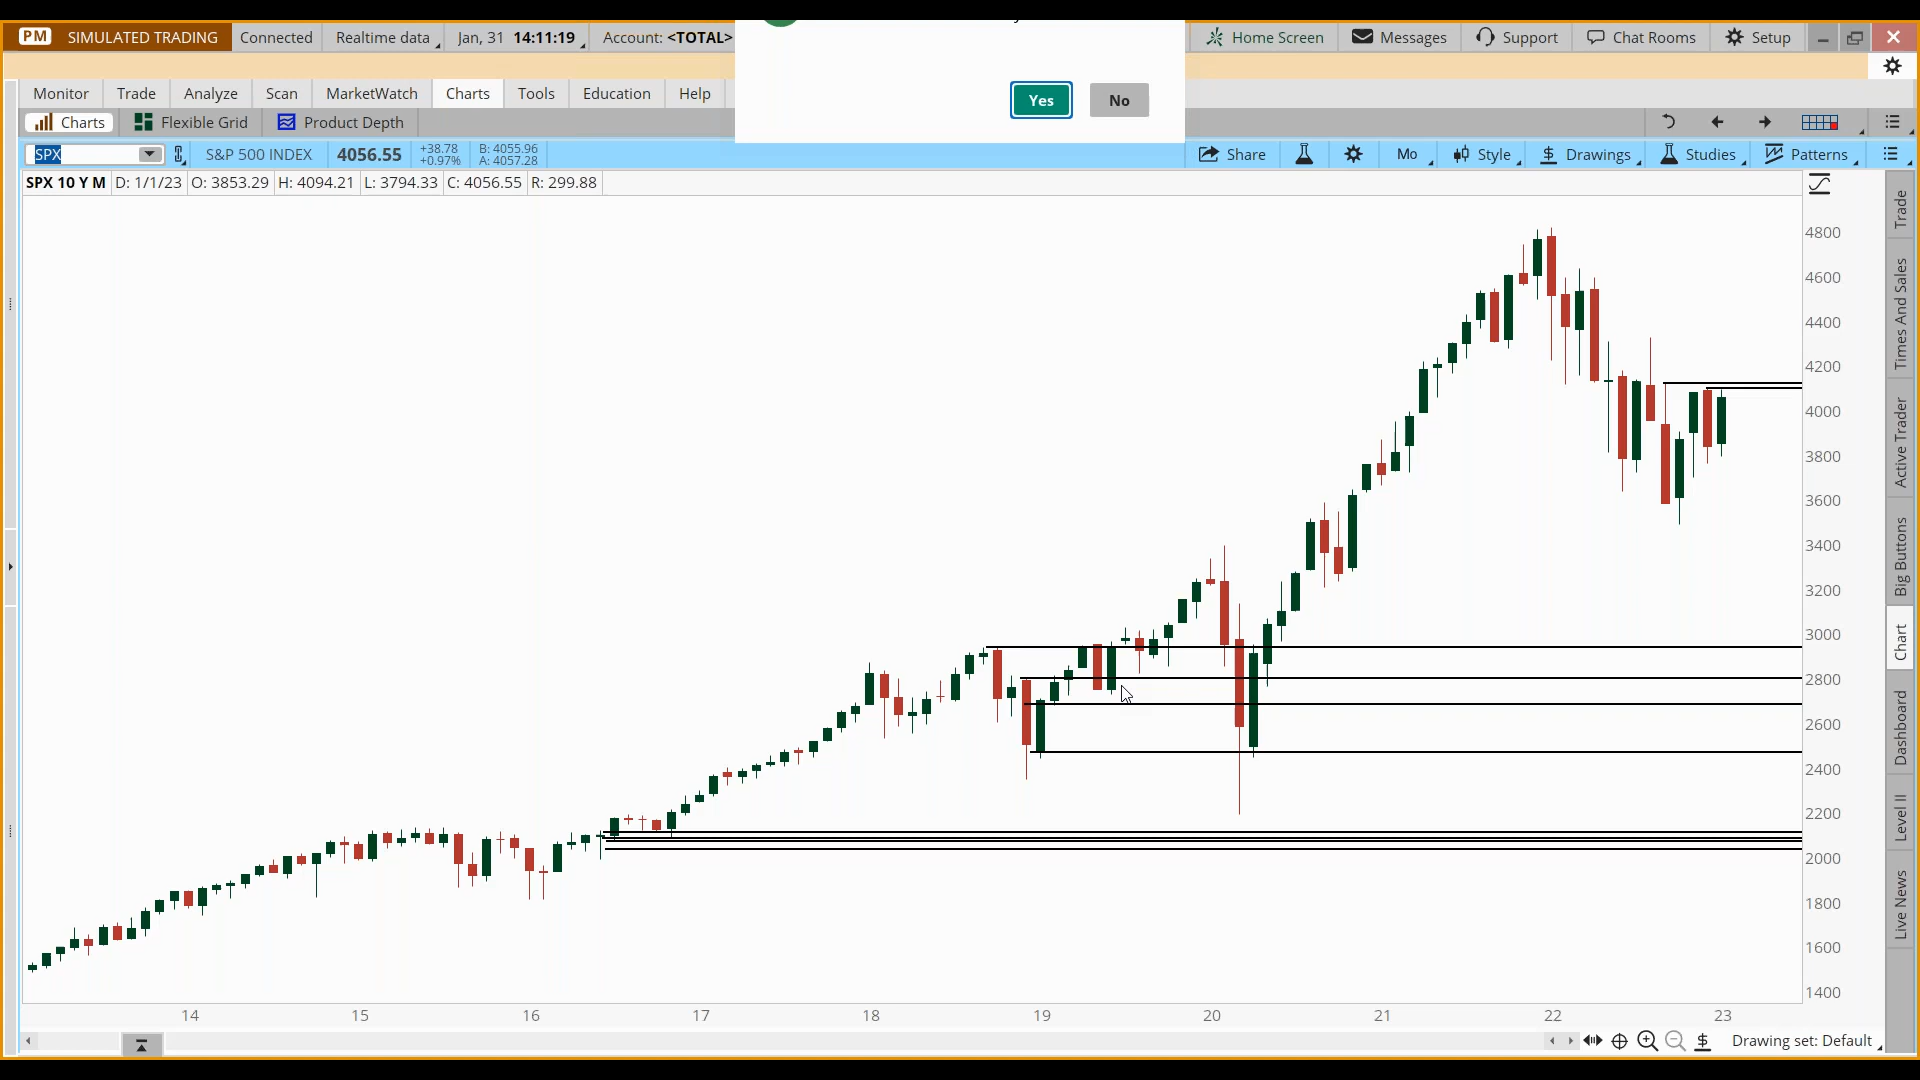 PM SIMULATED TRADING Connected Realtime data Jan, 31 14:11:19 Account: <TOTAL> Home Screen Messages Support Chat Rooms Setup
Yes No
Monitor Trade Analyze Scan MarketWatch Charts Tools Education Help
Charts Flexible Grid Product Depth
SPX S&P 500 INDEX 4056.55 +38.78 +0.97% B: 4055.96 A: 4057.28 Share Mo Style $ Drawings Studies Patterns
SPX 10 Y M D: 1/1/23 O: 3853.29 H: 4094.21 L: 3794.33 C: 4056.55 R: 299.88
4800
4600
4400
4200
4000
3800
3600
3400
3200
3000
2800
2600
2400
2200
2000
1800
1600
1400
14 15 16 17 18 19 20 21 22 23
$ Drawing set: Default
Trade
Times And Sales
Active Trader
Big Buttons
Chart
Dashboard
Level II
Live News